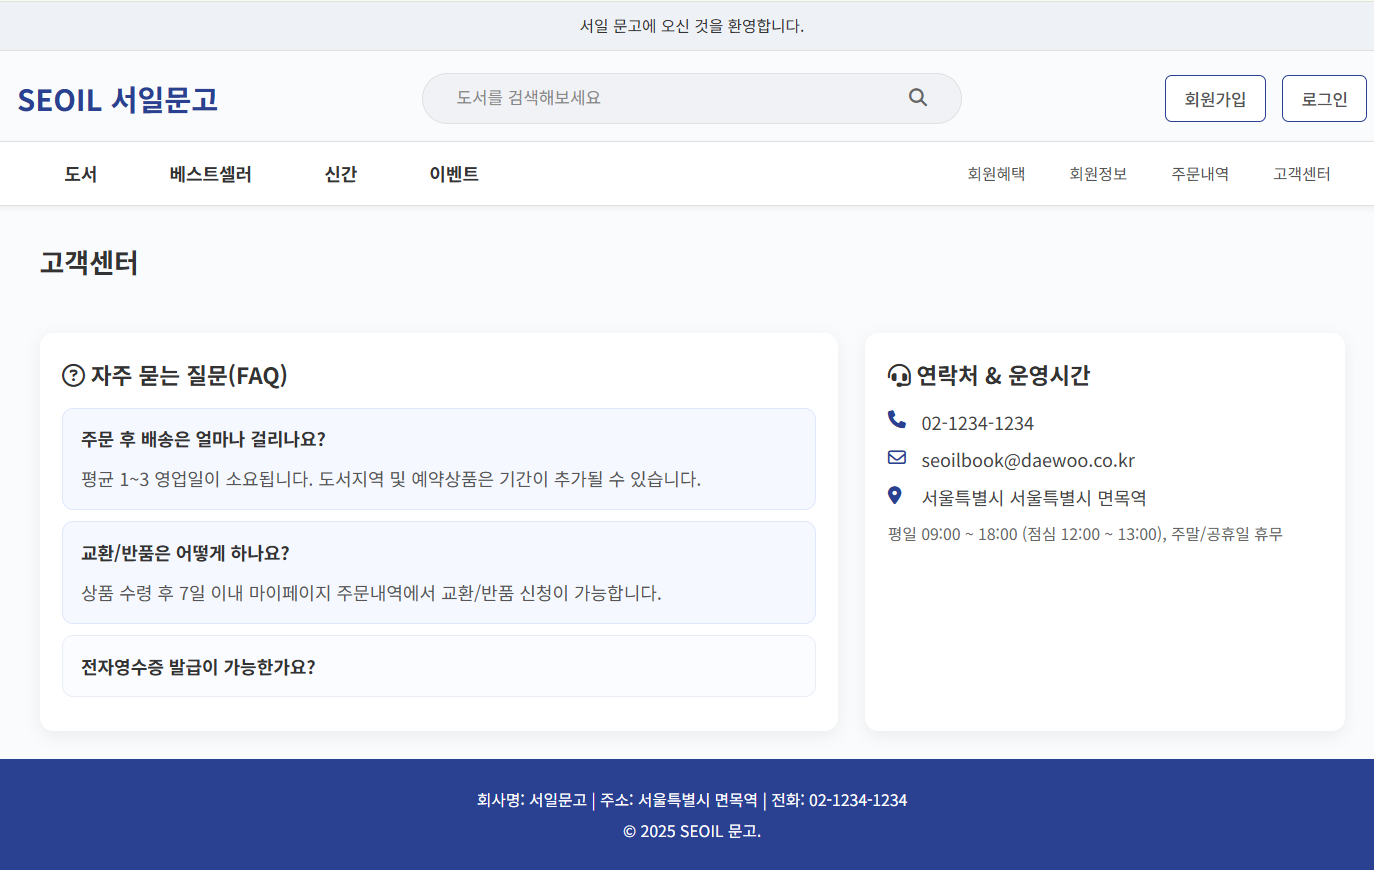 서일 문고에 오신 것을 환영합니다.
SEOIL 서일문고
도서를 검색해보세요
회원가입
로그인
도서
베스트셀러
신간
이벤트
회원혜택
회원정보
주문내역
고객센터
고객센터
자주 묻는 질문(FAQ)
주문 후 배송은 얼마나 걸리나요?
평균 1~3 영업일이 소요됩니다. 도서지역 및 예약상품은 기간이 추가될 수 있습니다.
교환/반품은 어떻게 하나요?
상품 수령 후 7일 이내 마이페이지 주문내역에서 교환/반품 신청이 가능합니다.
전자영수증 발급이 가능한가요?
연락처 & 운영시간
02-1234-1234
seoilbook@daewoo.co.kr
서울특별시 서울특별시 면목역
평일 09:00 ~ 18:00 (점심 12:00 ~ 13:00), 주말/공휴일 휴무
회사명: 서일문고 | 주소: 서울특별시 면목역 | 전화: 02-1234-1234
© 2025 SEOIL 문고.